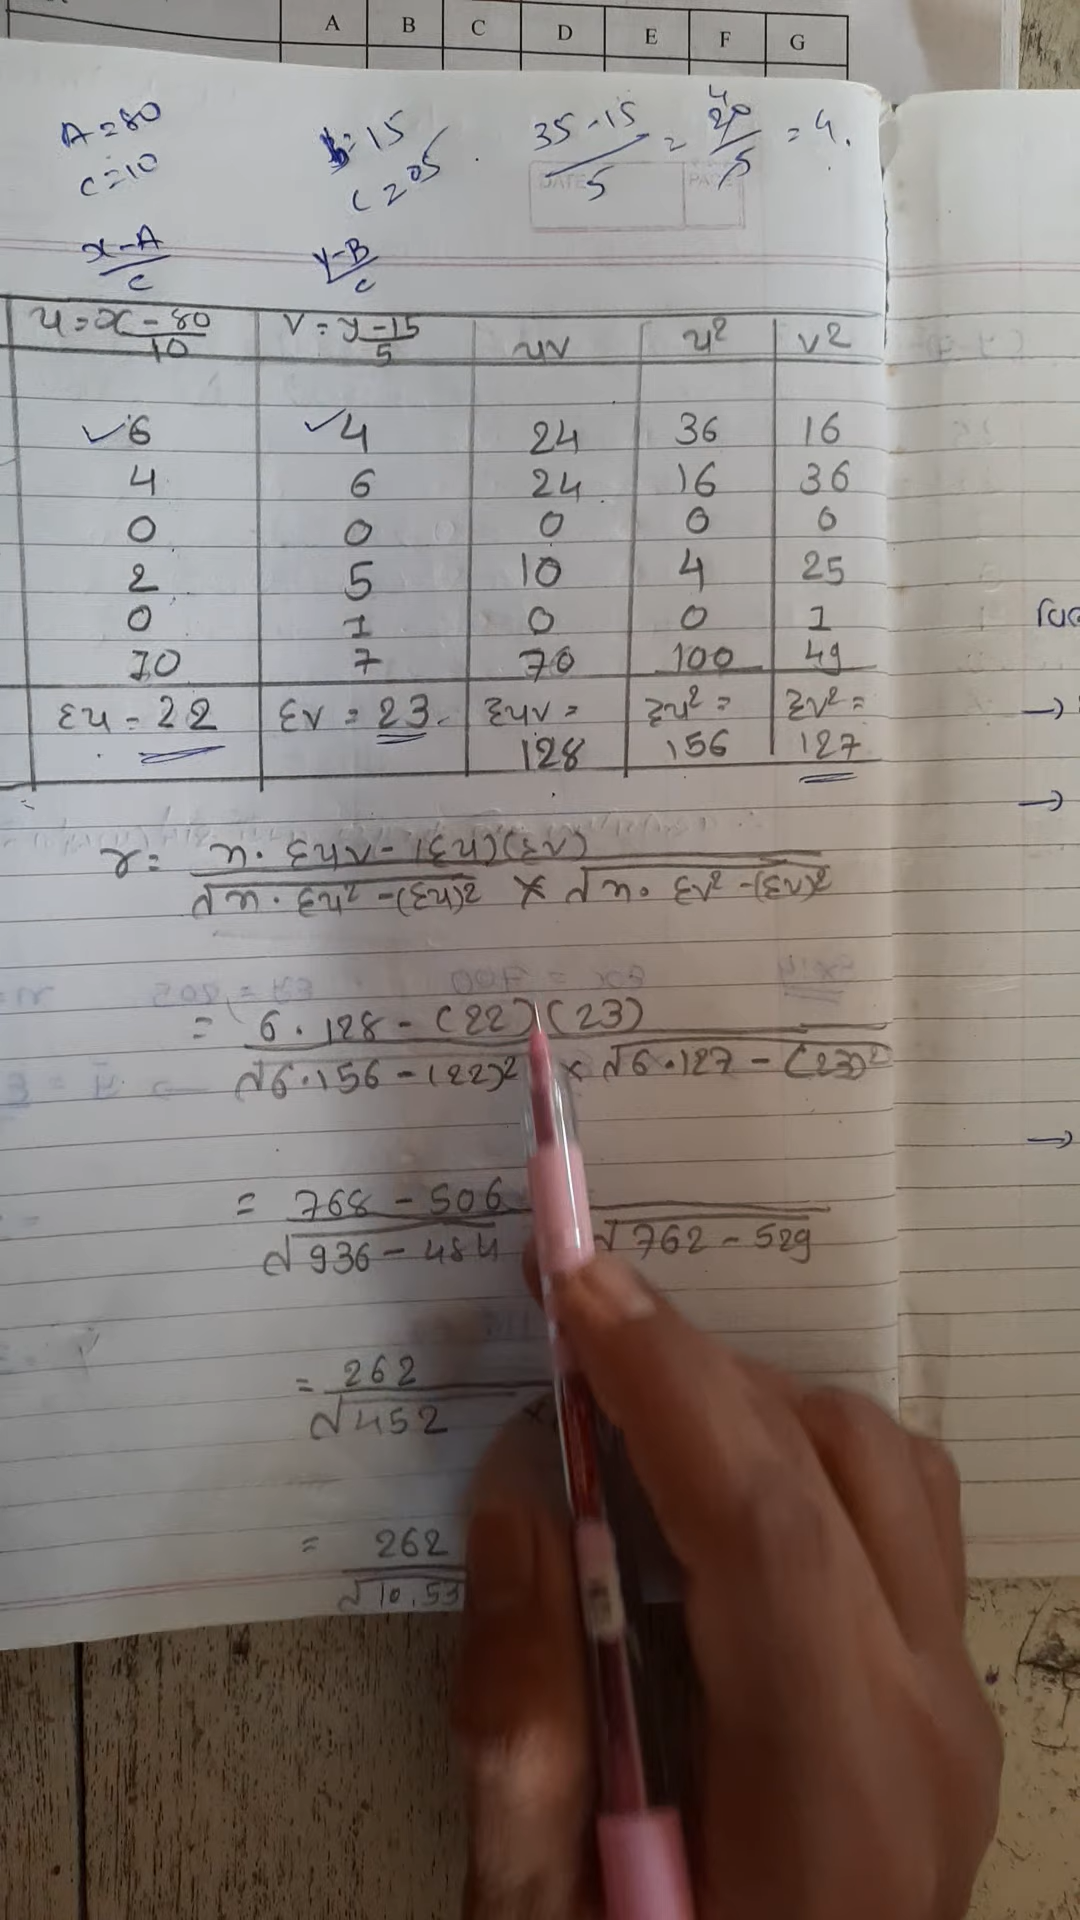 A B C D E F G
A = 80 B = 15 35 - 15 / 5 = 20 / 5 = 4.
C = 10 C = 05
DATE PAGE
x - A / C y - B / C
u = x - 80 / 10 v = y - 15 / 5 uv u² v²
✓6 ✓4 24 36 16
4 6 24 16 36
0 0 0 0 0
2 5 10 4 25
0 1 0 0 1
10 7 70 100 49
Σu = 22 Σv = 23 Σuv = 128 Σu² = 156 Σv² = 127
r = n · Σuv - (Σu)(Σv)
√n · Σu² - (Σu)² × √n · Σv² - (Σv)²
= 6 · 128 - (22)(23)
√6 · 156 - (22)² × √6 · 127 - (23)²
= 768 - 506
√936 - 484 √762 - 529
= 262
√452 ×
= 262
√10,53